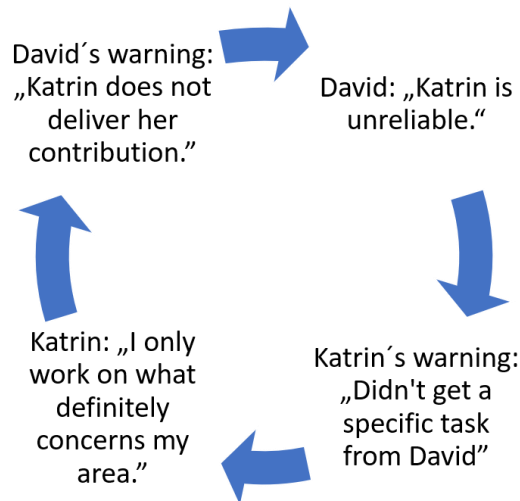 David´s warning:
„Katrin does not
deliver her
contribution.”
David: „Katrin is
unreliable.“
Katrin´s warning:
„Didn't get a
specific task
from David”
Katrin: „I only
work on what
definitely
concerns my
area.”